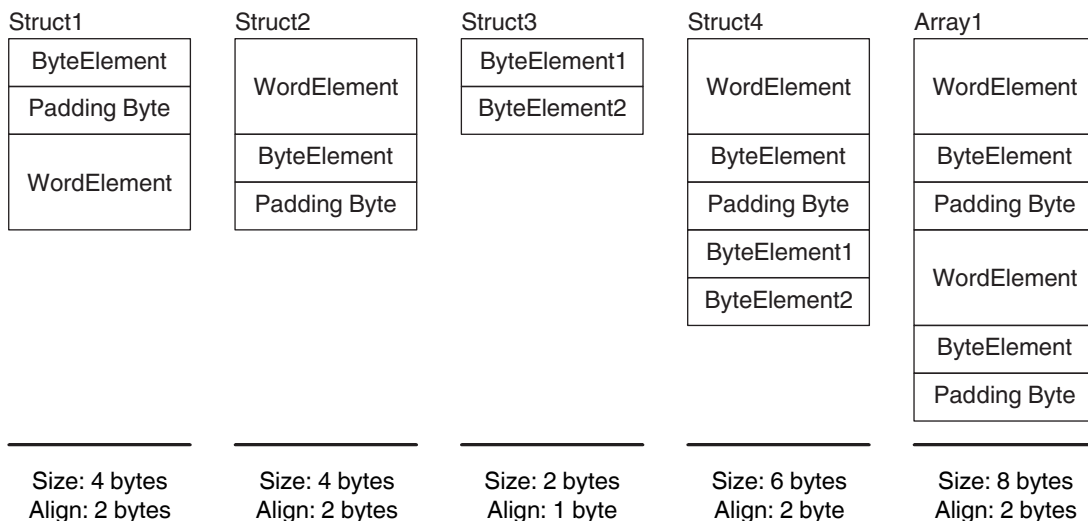 Struct1
ByteElement
Padding Byte
WordElement
Size: 4 bytes
Align: 2 bytes
Struct2
WordElement
ByteElement
Padding Byte
Size: 4 bytes
Align: 2 bytes
Struct3
ByteElement1
ByteElement2
Size: 2 bytes
Align: 1 byte
Struct4
WordElement
ByteElement
Padding Byte
ByteElement1
ByteElement2
Size: 6 bytes
Align: 2 byte
Array1
WordElement
ByteElement
Padding Byte
WordElement
ByteElement
Padding Byte
Size: 8 bytes
Align: 2 bytes